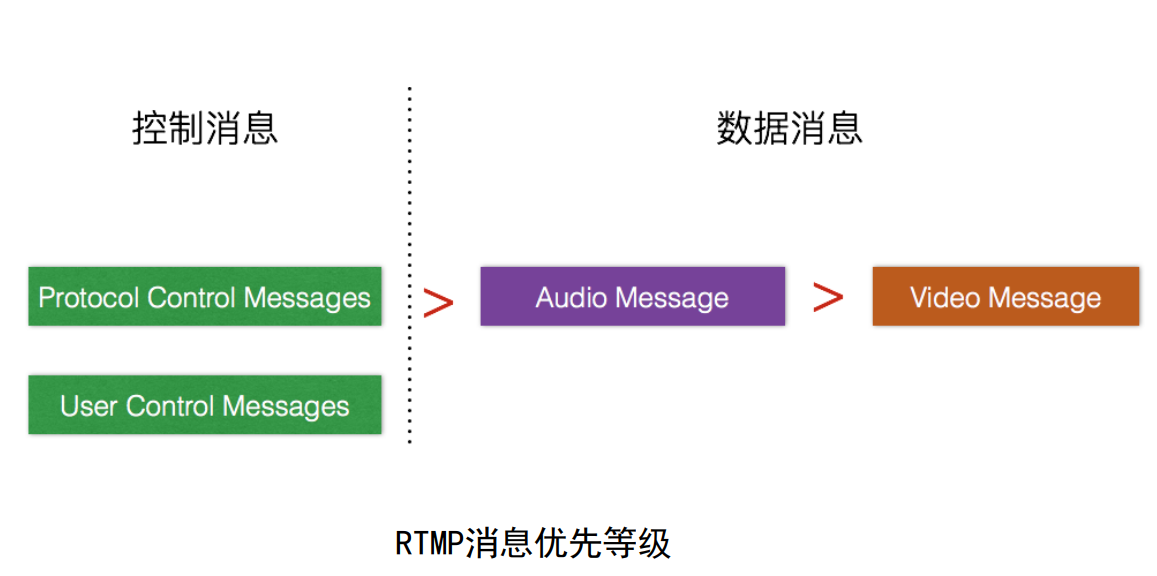 控制消息
数据消息
Protocol Control Messages > Audio Message > Video Message
User Control Messages
RTMP消息优先等级